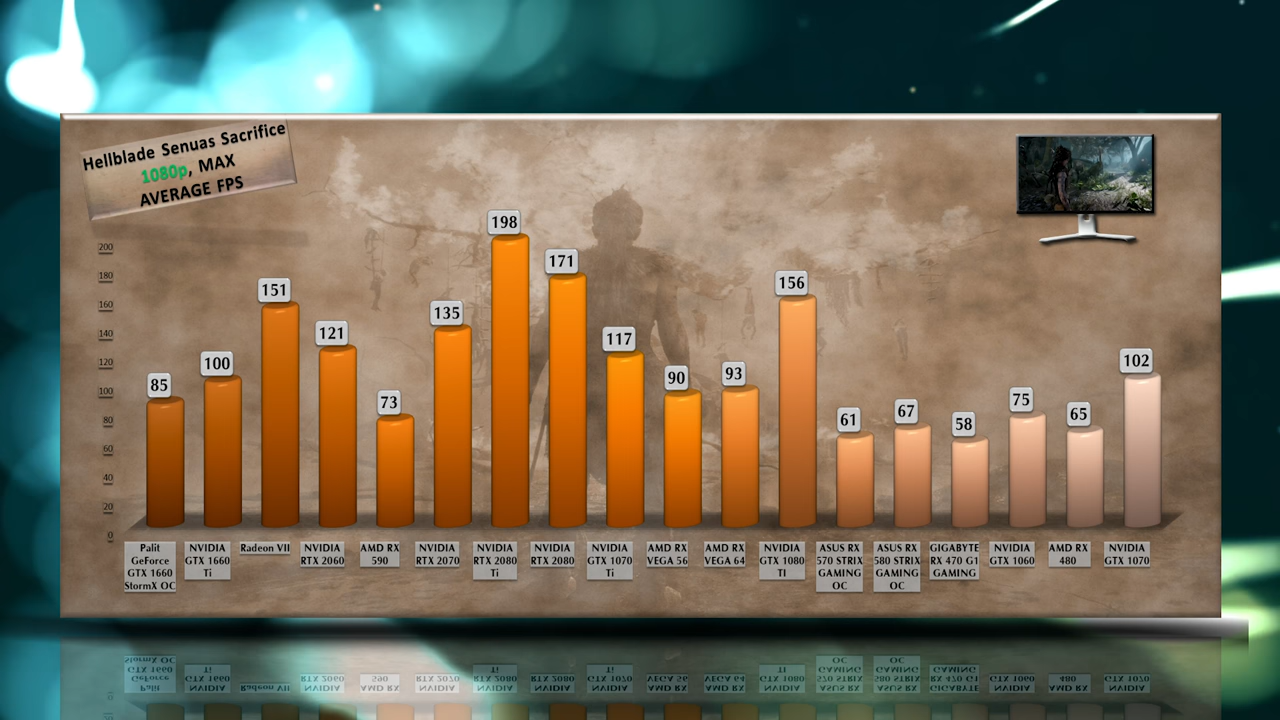 Hellblade Senuas Sacrifice
1080p, MAX
AVERAGE FPS
200
180
160
140
120
100
80
60
40
20
0
85
100
151
121
73
135
198
171
117
90
93
156
61
67
58
75
65
102
Palit
GeForce
GTX 1660
StormX OC
NVIDIA
GTX 1660
Ti
Radeon VII
NVIDIA
RTX 2060
AMD RX
590
NVIDIA
RTX 2070
NVIDIA
RTX 2080
Ti
NVIDIA
RTX 2080
NVIDIA
GTX 1070
Ti
AMD RX
VEGA 56
AMD RX
VEGA 64
NVIDIA
GTX 1080
TI
ASUS RX
570 STRIX
GAMING
OC
ASUS RX
580 STRIX
GAMING
OC
GIGABYTE
RX 470 G1
GAMING
NVIDIA
GTX 1060
AMD RX
480
NVIDIA
GTX 1070